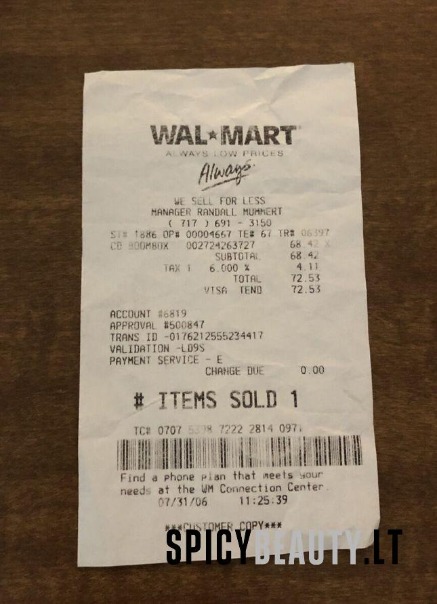 WAL★MART
ALWAYS LOW PRICES
Always
WE SELL FOR LESS
MANAGER RANDALL MUMMERT
( 717 ) 691 - 3150
ST# 1886 OP# 00004667 TE# 67 TR# 06397
CD BOOMBOX 002724263727 68.42 X
SUBTOTAL 68.42
TAX 1 6.000 % 4.11
TOTAL 72.53
VISA TEND 72.53
ACCOUNT #6819
APPROVAL #500847
TRANS ID -0176212555234417
VALIDATION -LD9S
PAYMENT SERVICE - E
CHANGE DUE 0.00
# ITEMS SOLD 1
TC# 0707 7222 2814 0971
Find a phone plan that meets your
needs at the WM Connection Center.
07/31/06 11:25:39
***CUSTOMER COPY***
SPICYBEAUTY.LT